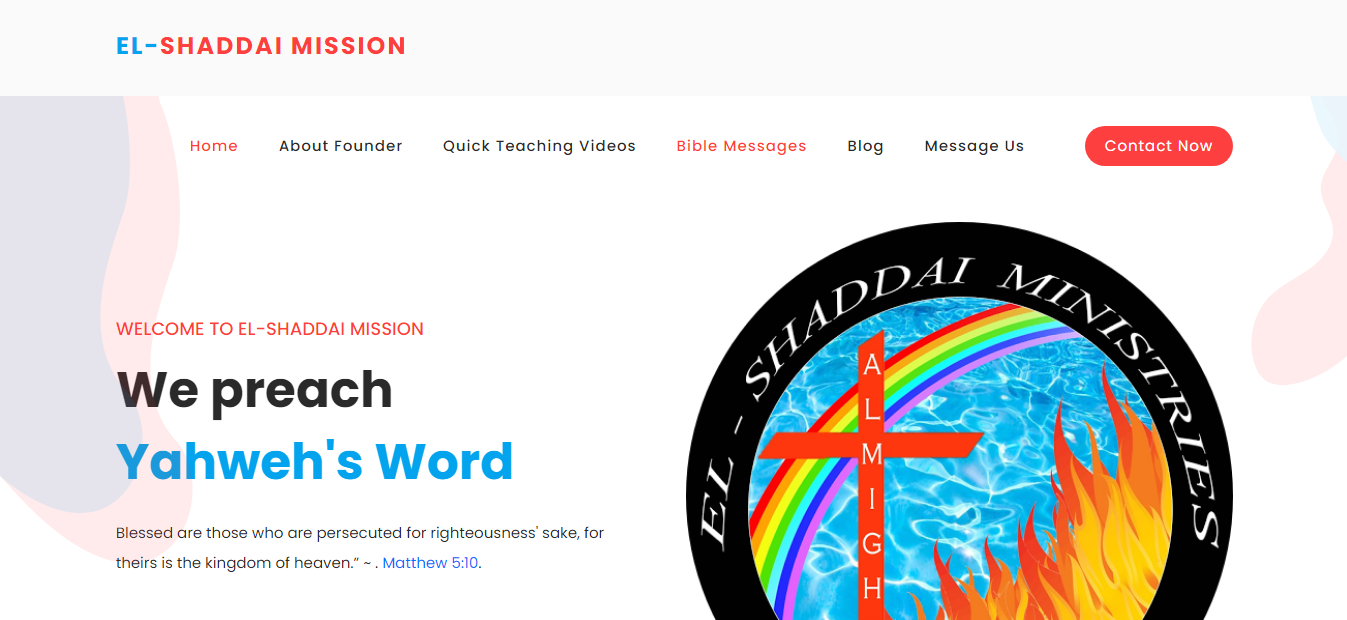 EL-SHADDAI MISSION
Home About Founder Quick Teaching Videos Bible Messages Blog Message Us Contact Now
WELCOME TO EL-SHADDAI MISSION
We preach
Yahweh's Word
Blessed are those who are persecuted for righteousness' sake, for
theirs is the kingdom of heaven.” ~ . Matthew 5:10.
EL - SHADDAI MINISTRIES
ALMIGH